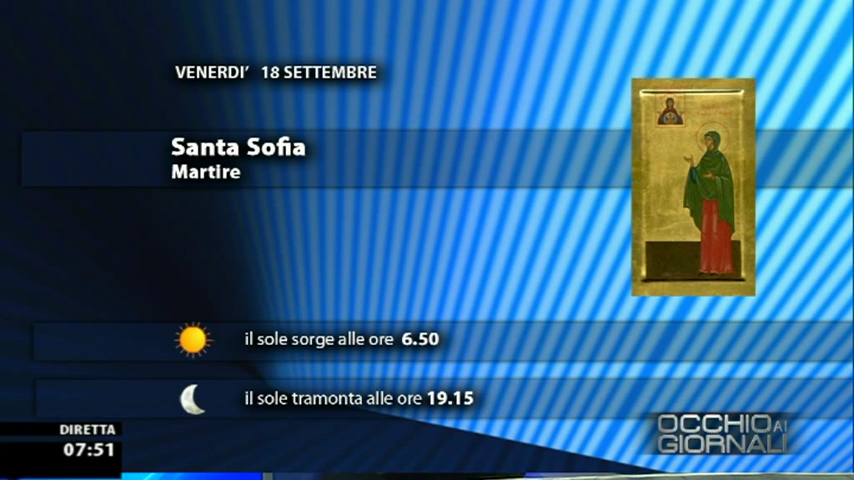 VENERDI' 18 SETTEMBRE
Santa Sofia
Martire
il sole sorge alle ore 6.50
il sole tramonta alle ore 19.15
DIRETTA
07:51
OCCHIO AI
GIORNALI